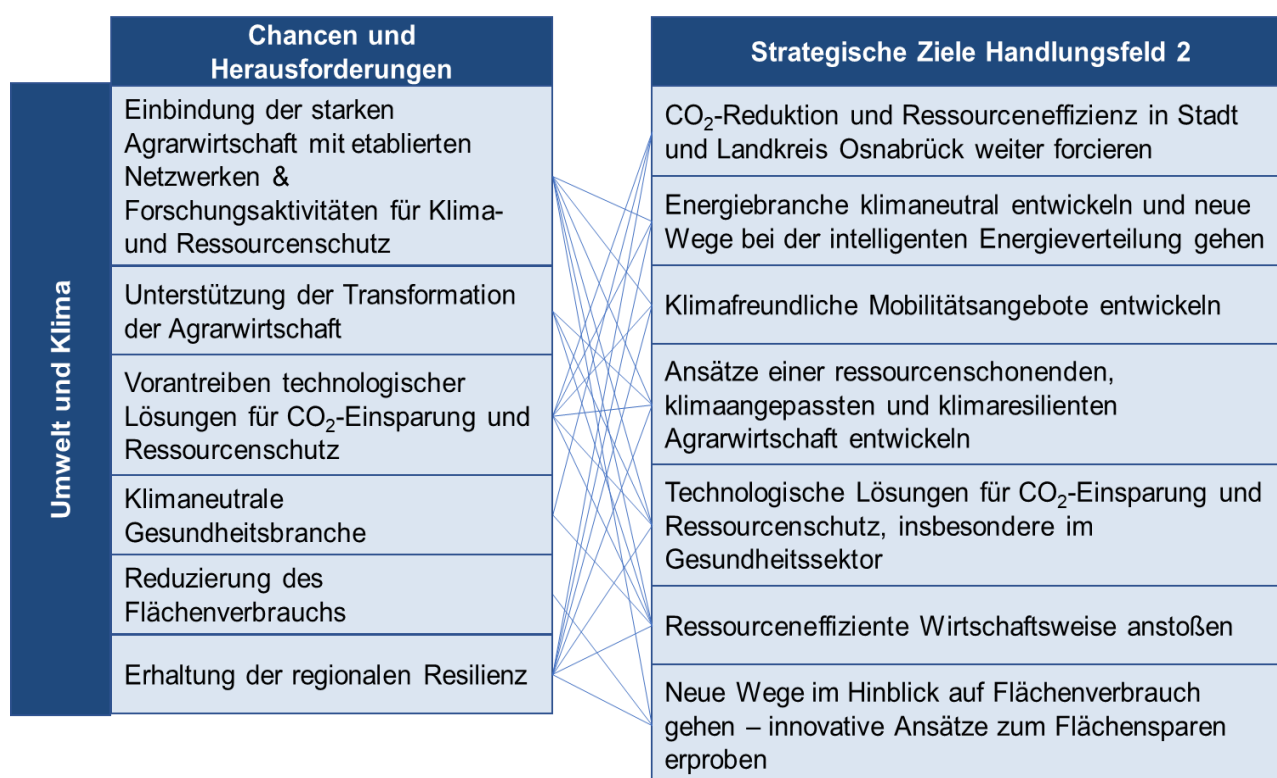 Chancen und
Herausforderungen
Strategische Ziele Handlungsfeld 2
Umwelt und Klima
Einbindung der starken
Agrarwirtschaft mit etablierten
Netzwerken &
Forschungsaktivitäten für Klima-
und Ressourcenschutz
Unterstützung der Transformation
der Agrarwirtschaft
Vorantreiben technologischer
Lösungen für CO₂-Einsparung und
Ressourcenschutz
Klimaneutrale
Gesundheitsbranche
Reduzierung des
Flächenverbrauchs
Erhaltung der regionalen Resilienz
CO₂-Reduktion und Ressourceneffizienz in Stadt
und Landkreis Osnabrück weiter forcieren
Energiebranche klimaneutral entwickeln und neue
Wege bei der intelligenten Energieverteilung gehen
Klimafreundliche Mobilitätsangebote entwickeln
Ansätze einer ressourcenschonenden,
klimaangepassten und klimaresilienten
Agrarwirtschaft entwickeln
Technologische Lösungen für CO₂-Einsparung und
Ressourcenschutz, insbesondere im
Gesundheitssektor
Ressourceneffiziente Wirtschaftsweise anstoßen
Neue Wege im Hinblick auf Flächenverbrauch
gehen – innovative Ansätze zum Flächensparen
erproben